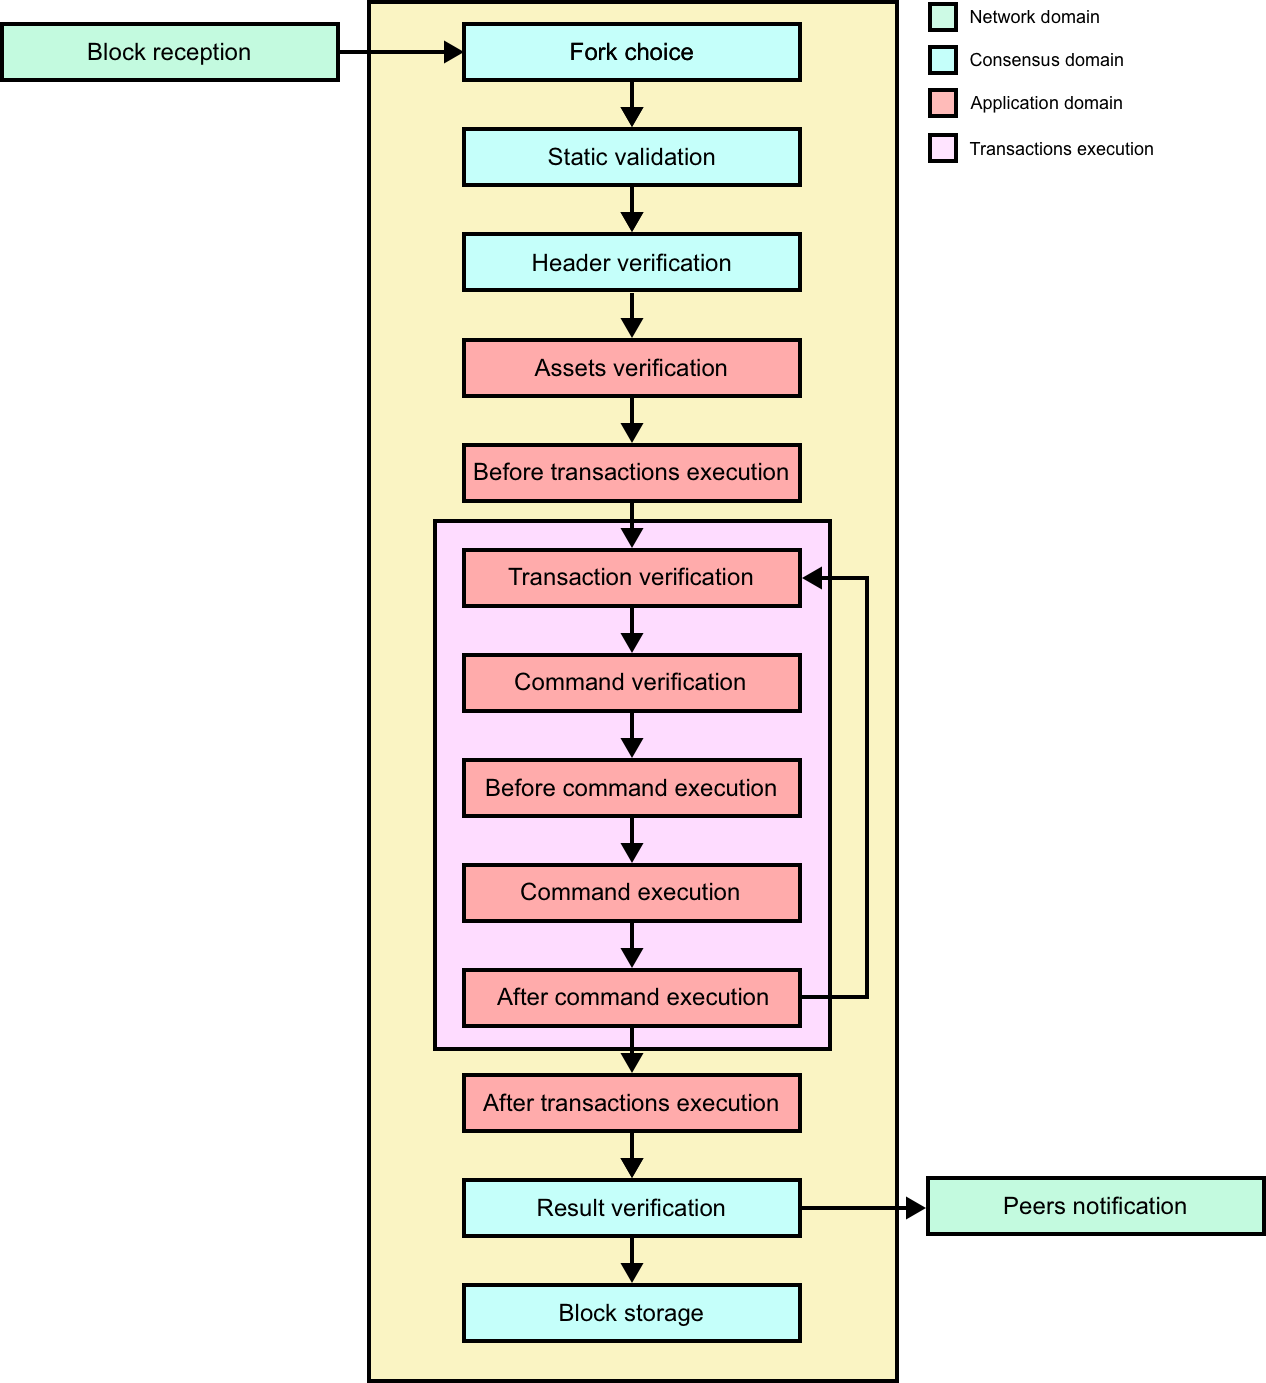 Block reception
Fork choice
Static validation
Header verification
Assets verification
Before transactions execution
Transaction verification
Command verification
Before command execution
Command execution
After command execution
After transactions execution
Result verification
Peers notification
Block storage
Network domain
Consensus domain
Application domain
Transactions execution